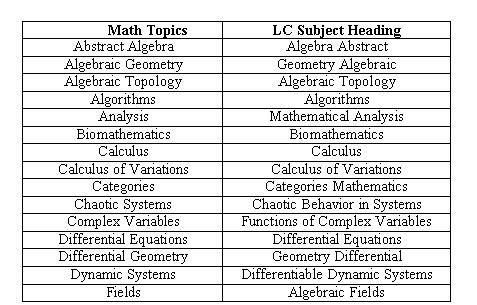 Math Topics LC Subject Heading
Abstract Algebra Algebra Abstract
Algebraic Geometry Geometry Algebraic
Algebraic Topology Algebraic Topology
Algorithms Algorithms
Analysis Mathematical Analysis
Biomathematics Biomathematics
Calculus Calculus
Calculus of Variations Calculus of Variations
Categories Categories Mathematics
Chaotic Systems Chaotic Behavior in Systems
Complex Variables Functions of Complex Variables
Differential Equations Differential Equations
Differential Geometry Geometry Differential
Dynamic Systems Differentiable Dynamic Systems
Fields Algebraic Fields